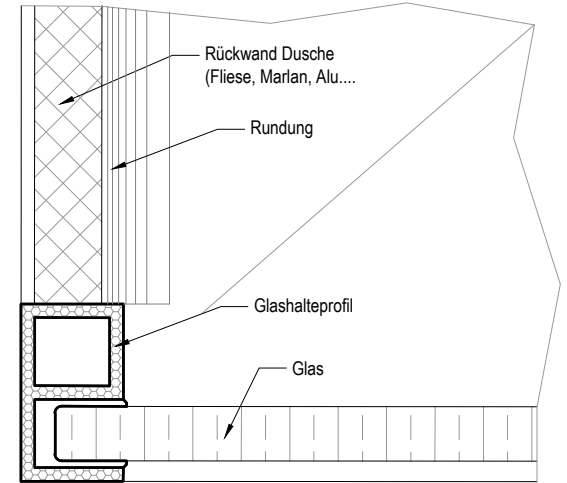 Rückwand Dusche
(Fliese, Marlan, Alu....
Rundung
Glashalteprofil
Glas